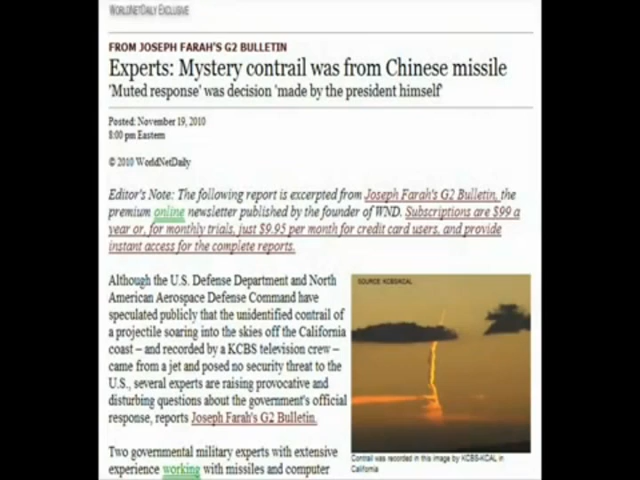 WORLDNETDAILY EXCLUSIVE
FROM JOSEPH FARAH'S G2 BULLETIN
Experts: Mystery contrail was from Chinese missile
'Muted response' was decision 'made by the president himself'
Posted: November 19, 2010
8:00 pm Eastern
© 2010 WorldNetDaily
Editor's Note: The following report is excerpted from Joseph Farah's G2 Bulletin, the
premium online newsletter published by the founder of WND. Subscriptions are $99 a
year or, for monthly trials, just $9.95 per month for credit card users, and provide
instant access for the complete reports.
Although the U.S. Defense Department and North
American Aerospace Defense Command have
speculated publicly that the unidentified contrail of
a projectile soaring into the skies off the California
coast – and recorded by a KCBS television crew –
came from a jet and posed no security threat to the
U.S., several experts are raising provocative and
disturbing questions about the government's official
response, reports Joseph Farah's G2 Bulletin.
Two governmental military experts with extensive
experience working with missiles and computer
SOURCE: KCBS/KCAL
Contrail was recorded in this image by KCBS-KCAL in
California